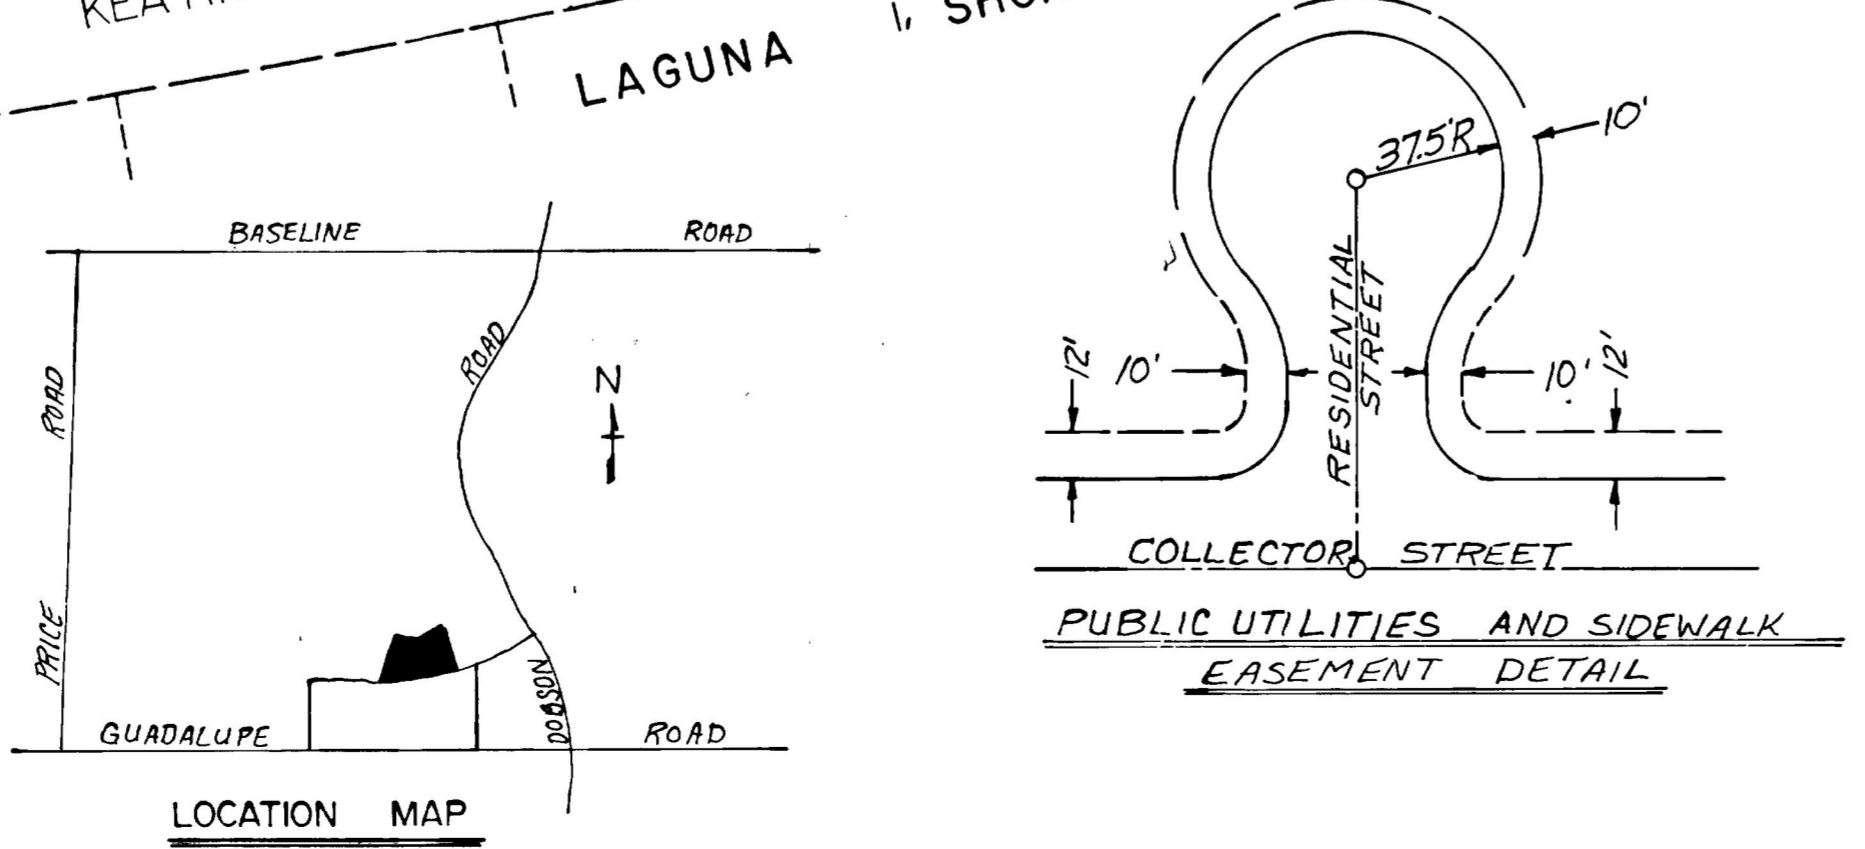 LAGUNA
BASELINE ROAD
ROAD
ROAD
N
PRICE
DOBSON
GUADALUPE ROAD
LOCATION MAP
10'
37.5'R
RESIDENTIAL
STREET
12'
10'
10'
12'
COLLECTOR STREET
PUBLIC UTILITIES AND SIDEWALK
EASEMENT DETAIL